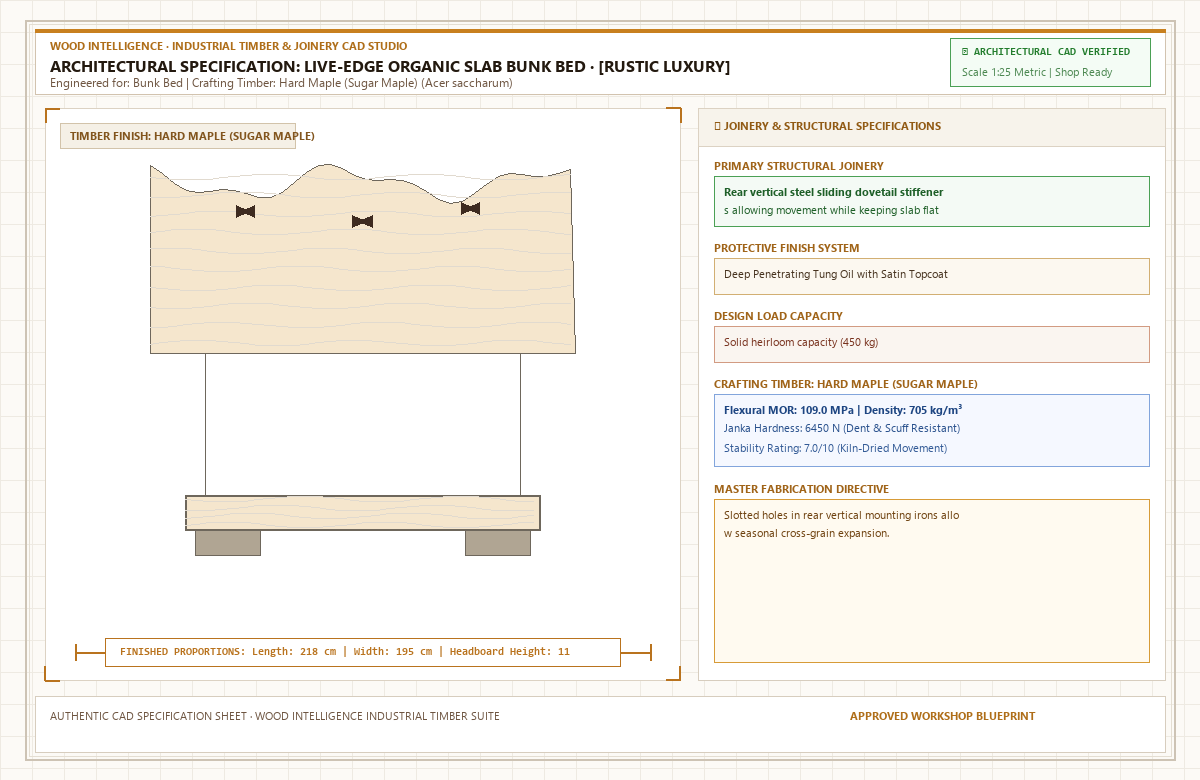 WOOD INTELLIGENCE · INDUSTRIAL TIMBER & JOINERY CAD STUDIO
ARCHITECTURAL SPECIFICATION: LIVE-EDGE ORGANIC SLAB BUNK BED · [RUSTIC LUXURY]
Engineered for: Bunk Bed | Crafting Timber: Hard Maple (Sugar Maple) (Acer saccharum)
ARCHITECTURAL CAD VERIFIED
Scale 1:25 Metric | Shop Ready
TIMBER FINISH: HARD MAPLE (SUGAR MAPLE)
FINISHED PROPORTIONS: Length: 218 cm | Width: 195 cm | Headboard Height: 11
JOINERY & STRUCTURAL SPECIFICATIONS
PRIMARY STRUCTURAL JOINERY
Rear vertical steel sliding dovetail stiffener
s allowing movement while keeping slab flat
PROTECTIVE FINISH SYSTEM
Deep Penetrating Tung Oil with Satin Topcoat
DESIGN LOAD CAPACITY
Solid heirloom capacity (450 kg)
CRAFTING TIMBER: HARD MAPLE (SUGAR MAPLE)
Flexural MOR: 109.0 MPa | Density: 705 kg/m³
Janka Hardness: 6450 N (Dent & Scuff Resistant)
Stability Rating: 7.0/10 (Kiln-Dried Movement)
MASTER FABRICATION DIRECTIVE
Slotted holes in rear vertical mounting irons allo
w seasonal cross-grain expansion.
AUTHENTIC CAD SPECIFICATION SHEET · WOOD INTELLIGENCE INDUSTRIAL TIMBER SUITE
APPROVED WORKSHOP BLUEPRINT